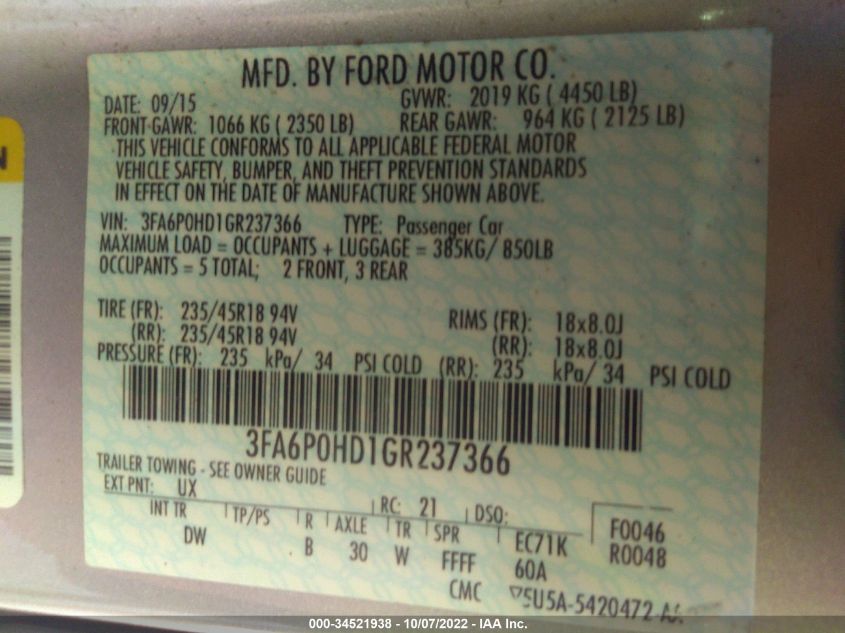 MFD. BY FORD MOTOR CO.
DATE: 09/15 GVWR: 2019 KG ( 4450 LB)
FRONT GAWR: 1066 KG ( 2350 LB) REAR GAWR: 964 KG ( 2125 LB)
THIS VEHICLE CONFORMS TO ALL APPLICABLE FEDERAL MOTOR
VEHICLE SAFETY, BUMPER, AND THEFT PREVENTION STANDARDS
IN EFFECT ON THE DATE OF MANUFACTURE SHOWN ABOVE.
VIN: 3FA6P0HD1GR237366 TYPE: Passenger Car
MAXIMUM LOAD = OCCUPANTS + LUGGAGE = 385KG/ 850LB
OCCUPANTS = 5 TOTAL; 2 FRONT, 3 REAR
TIRE (FR): 235/45R18 94V RIMS (FR): 18x8.0J
(RR): 235/45R18 94V (RR): 18x8.0J
PRESSURE (FR): 235 kPa/ 34 PSI COLD (RR): 235 kPa/ 34 PSI COLD
3FA6P0HD1GR237366
TRAILER TOWING - SEE OWNER GUIDE
EXT PNT: UX RC: 21 DSO:
INT TR TP/PS R AXLE TR SPR EC71K F0046
DW B 30 W FFFF 60A R0048
CMC
000-34521938 - 10/07/2022 - IAA Inc.